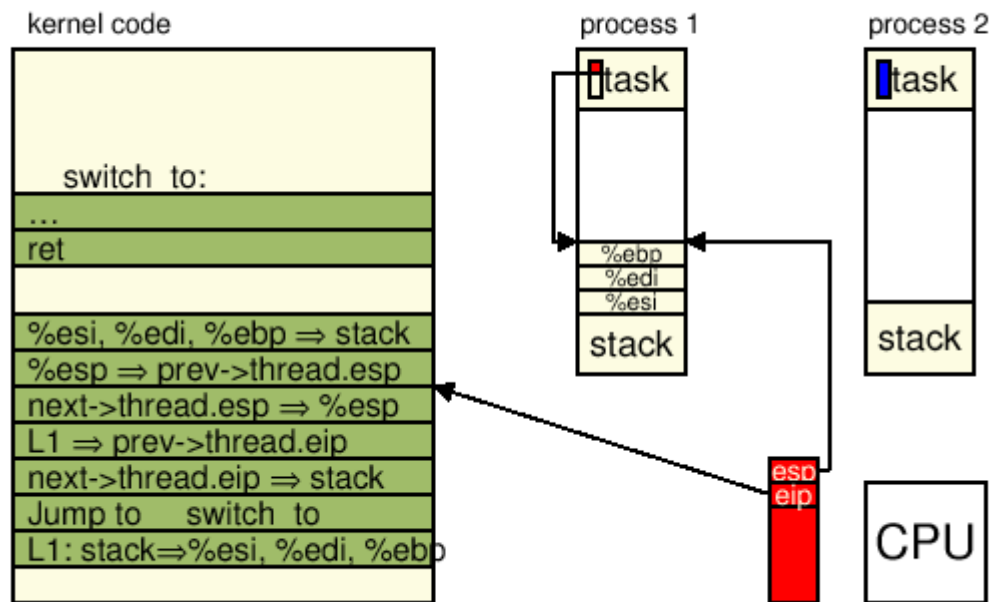 kernel code
switch to:
…
ret
%esi, %edi, %ebp ⇒ stack
%esp ⇒ prev->thread.esp
next->thread.esp ⇒ %esp
L1 ⇒ prev->thread.eip
next->thread.eip ⇒ stack
Jump to switch to
L1: stack⇒%esi, %edi, %ebp
process 1
task
%ebp
%edi
%esi
stack
process 2
task
stack
esp
eip
CPU